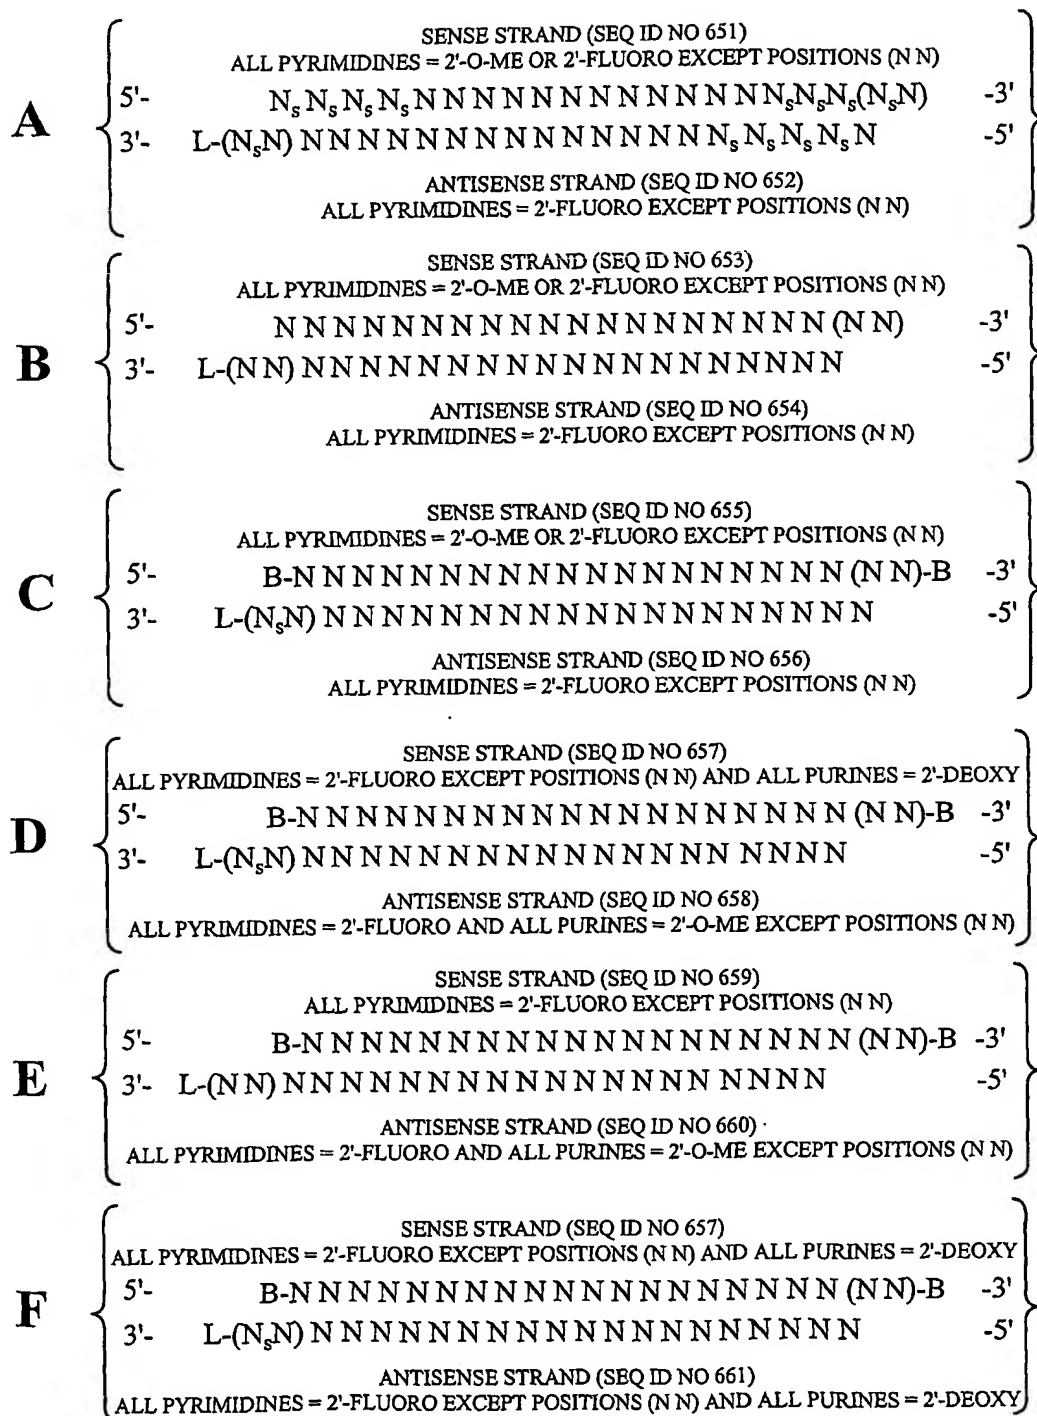 SENSE STRAND (SEQ ID NO 651)
ALL PYRIMIDINES = 2'-O-ME OR 2'-FLUORO EXCEPT POSITIONS (N N)
A
5'- NₛNₛNₛNₛN N N N N N N N N N N N NₛNₛNₛ(NₛN) -3'
3'- L-(NₛN) N N N N N N N N N N N N N N NₛNₛNₛNₛN -5'
ANTISENSE STRAND (SEQ ID NO 652)
ALL PYRIMIDINES = 2'-FLUORO EXCEPT POSITIONS (N N)
SENSE STRAND (SEQ ID NO 653)
ALL PYRIMIDINES = 2'-O-ME OR 2'-FLUORO EXCEPT POSITIONS (N N)
B
5'- N N N N N N N N N N N N N N N N N N N (N N) -3'
3'- L-(N N) N N N N N N N N N N N N N N N N N N N -5'
ANTISENSE STRAND (SEQ ID NO 654)
ALL PYRIMIDINES = 2'-FLUORO EXCEPT POSITIONS (N N)
SENSE STRAND (SEQ ID NO 655)
ALL PYRIMIDINES = 2'-O-ME OR 2'-FLUORO EXCEPT POSITIONS (N N)
C
5'- B-N N N N N N N N N N N N N N N N N N N (N N)-B -3'
3'- L-(NₛN) N N N N N N N N N N N N N N N N N N N -5'
ANTISENSE STRAND (SEQ ID NO 656)
ALL PYRIMIDINES = 2'-FLUORO EXCEPT POSITIONS (N N)
SENSE STRAND (SEQ ID NO 657)
ALL PYRIMIDINES = 2'-FLUORO EXCEPT POSITIONS (N N) AND ALL PURINES = 2'-DEOXY
D
5'- B-N N N N N N N N N N N N N N N N N N N (N N)-B -3'
3'- L-(NₛN) N N N N N N N N N N N N N N N N N N N -5'
ANTISENSE STRAND (SEQ ID NO 658)
ALL PYRIMIDINES = 2'-FLUORO AND ALL PURINES = 2'-O-ME EXCEPT POSITIONS (N N)
SENSE STRAND (SEQ ID NO 659)
ALL PYRIMIDINES = 2'-FLUORO EXCEPT POSITIONS (N N)
E
5'- B-N N N N N N N N N N N N N N N N N N N (N N)-B -3'
3'- L-(N N) N N N N N N N N N N N N N N N N N N N -5'
ANTISENSE STRAND (SEQ ID NO 660)
ALL PYRIMIDINES = 2'-FLUORO AND ALL PURINES = 2'-O-ME EXCEPT POSITIONS (N N)
SENSE STRAND (SEQ ID NO 657)
ALL PYRIMIDINES = 2'-FLUORO EXCEPT POSITIONS (N N) AND ALL PURINES = 2'-DEOXY
F
5'- B-N N N N N N N N N N N N N N N N N N N (N N)-B -3'
3'- L-(NₛN) N N N N N N N N N N N N N N N N N N N -5'
ANTISENSE STRAND (SEQ ID NO 661)
ALL PYRIMIDINES = 2'-FLUORO EXCEPT POSITIONS (N N) AND ALL PURINES = 2'-DEOXY